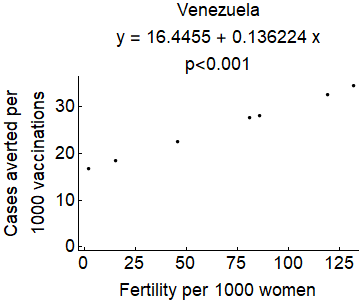 Venezuela
y = 16.4455 + 0.136224 x
p<0.001
Cases averted per
1000 vaccinations
30
20
10
0
0 25 50 75 100 125
Fertility per 1000 women